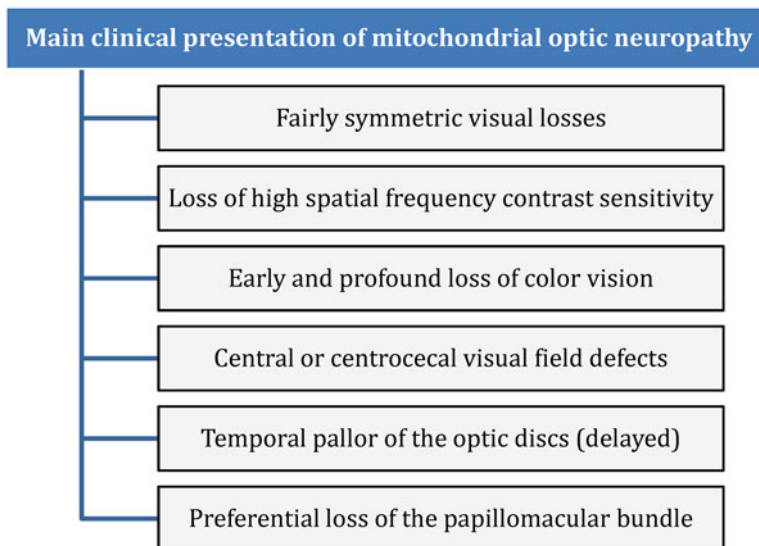 Main clinical presentation of mitochondrial optic neuropathy
Fairly symmetric visual losses
Loss of high spatial frequency contrast sensitivity
Early and profound loss of color vision
Central or centrocecal visual field defects
Temporal pallor of the optic discs (delayed)
Preferential loss of the papillomacular bundle